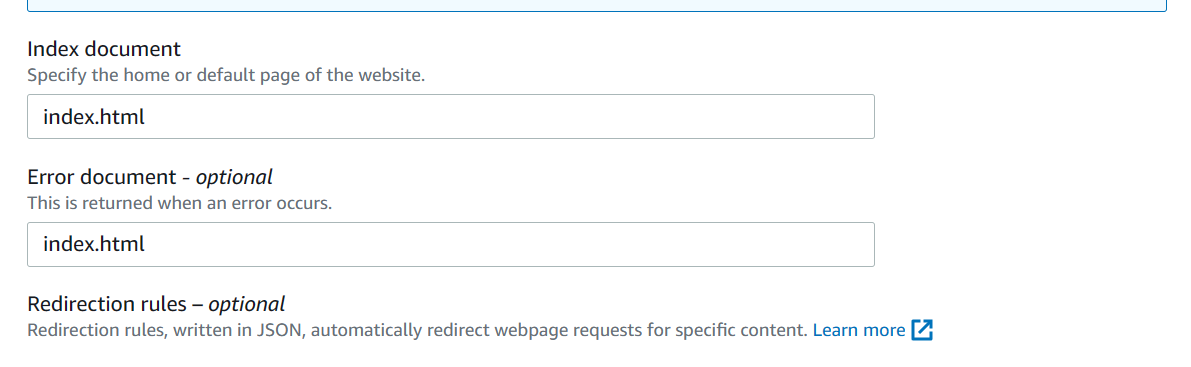 Index document
Specify the home or default page of the website.
index.html
Error document - optional
This is returned when an error occurs.
index.html
Redirection rules – optional
Redirection rules, written in JSON, automatically redirect webpage requests for specific content. Learn more